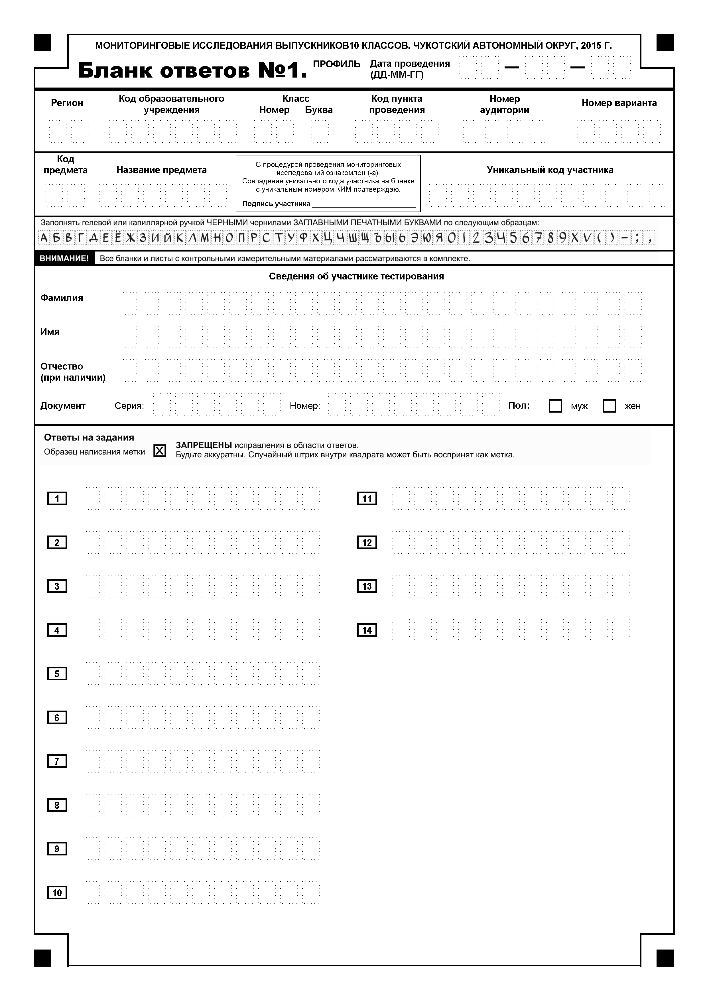 МОНИТОРИНГОВЫЕ ИССЛЕДОВАНИЯ ВЫПУСКНИКОВ10 КЛАССОВ. ЧУКОТСКИЙ АВТОНОМНЫЙ ОКРУГ, 2015 Г.
Бланк ответов №1. ПРОФИЛЬ Дата проведения
(ДД-ММ-ГГ)
Регион
Код образовательного
учреждения
Класс
Номер Буква
Код пункта
проведения
Номер
аудитории
Номер варианта
Код
предмета
Название предмета
С процедурой проведения мониторинговых
исследований ознакомлен (-а).
Совпадение уникального кода участника на бланке
с уникальным номером КИМ подтверждаю.
Подпись участника
Уникальный код участника
Заполнять гелевой или капиллярной ручкой ЧЕРНЫМИ чернилами ЗАГЛАВНЫМИ ПЕЧАТНЫМИ БУКВАМИ по следующим образцам:
А Б В Г Д Е Ё Ж З И Й К Л М Н О П Р С Т У Ф Х Ц Ч Ш Щ Ъ Ы Ь Э Ю Я 0 1 2 3 4 5 6 7 8 9 X V ( ) - ; ,
ВНИМАНИЕ! Все бланки и листы с контрольными измерительными материалами рассматриваются в комплекте.
Сведения об участнике тестирования
Фамилия
Имя
Отчество
(при наличии)
Документ Серия: Номер: Пол: муж жен
Ответы на задания
Образец написания метки X
ЗАПРЕЩЕНЫ исправления в области ответов.
Будьте аккуратны. Случайный штрих внутри квадрата может быть воспринят как метка.
1
2
3
4
5
6
7
8
9
10
11
12
13
14